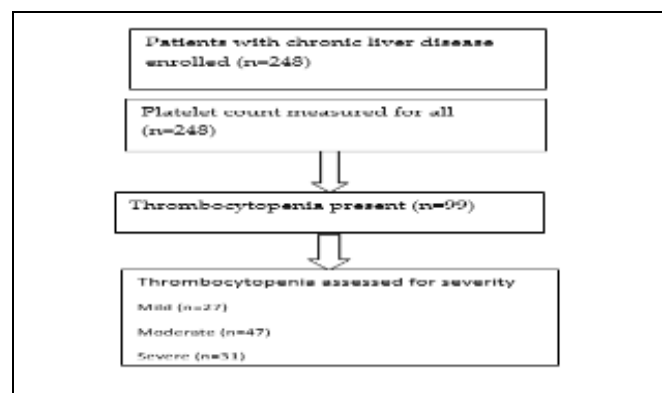 Patients with chronic liver disease
enrolled (n=248)
Platelet count measured for all
(n=248)
Thrombocytopenia present (n=99)
Thrombocytopenia assessed for severity
Mild (n=27)
Moderate (n=47)
Severe (n=31)